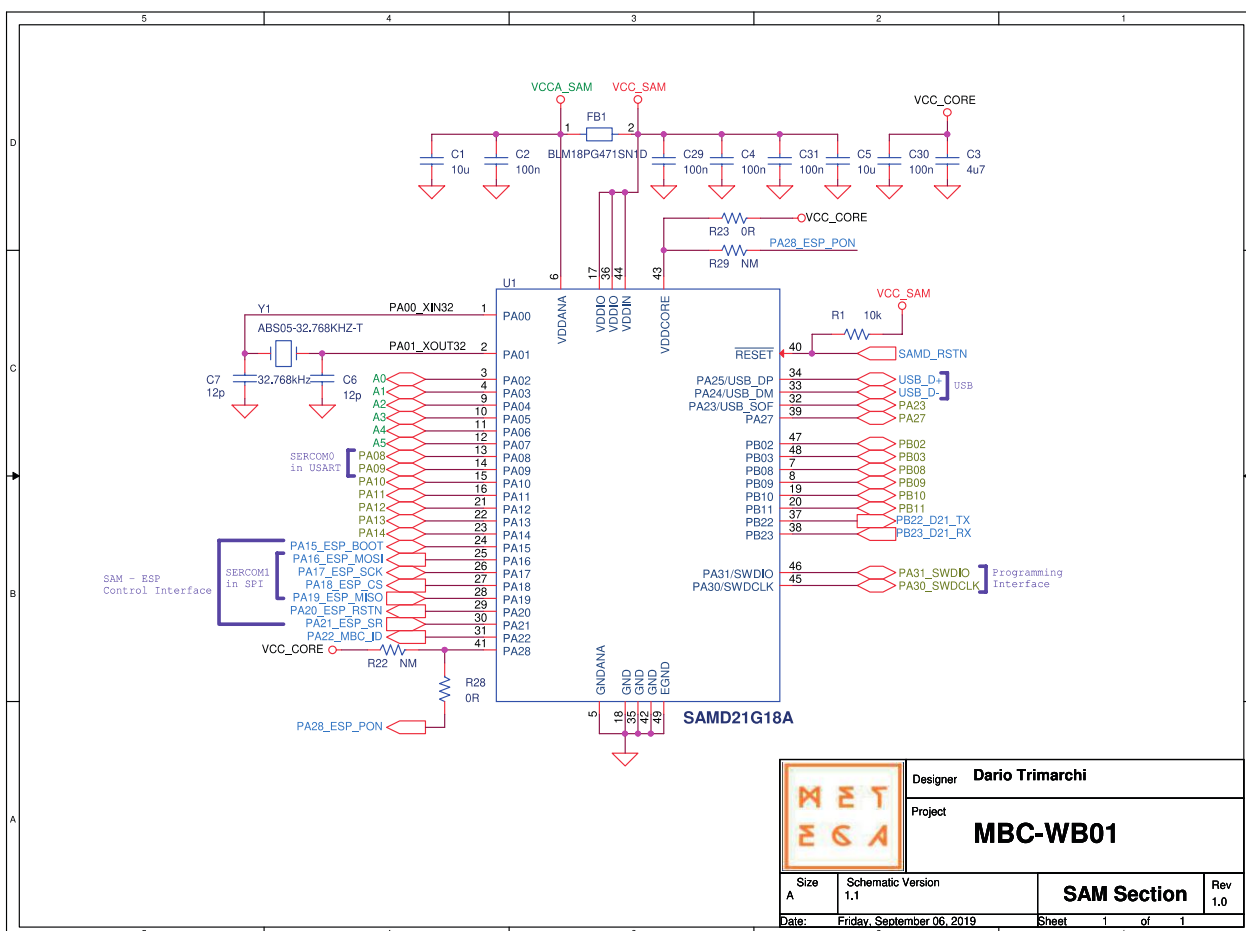 5 4 3 2 1
D
C
B
A
VCCA_SAM
VCC_SAM
VCC_CORE
FB1
1 2
BLM18PG471SN1D
C1
10u
C2
100n
C29
100n
C4
100n
C31
100n
C5
10u
C30
100n
C3
4u7
R23 0R
VCC_CORE
PA28_ESP_PON
R29 NM
6 17 36 44 43
U1
VDDANA VDDIO VDDIO VDDIN VDDCORE
Y1
ABS05-32.768KHZ-T
32.768kHz
C7
12p
C6
12p
PA00_XIN32 1 PA00
PA01_XOUT32 2 PA01
A0 3 PA02
A1 4 PA03
A2 9 PA04
A3 10 PA05
A4 11 PA06
A5 12 PA07
SERCOM0
in USART
PA08 13 PA08
PA09 14 PA09
PA10 15 PA10
PA11 16 PA11
PA12 21 PA12
PA13 22 PA13
PA14 23 PA14
SAM - ESP
Control Interface
SERCOM1
in SPI
PA15_ESP_BOOT 24 PA15
PA16_ESP_MOSI 25 PA16
PA17_ESP_SCK 26 PA17
PA18_ESP_CS 27 PA18
PA19_ESP_MISO 28 PA19
PA20_ESP_RSTN 29 PA20
PA21_ESP_SR 30 PA21
PA22_MBC_ID 31 PA22
VCC_CORE 41 PA28
R22 NM
R28
0R
PA28_ESP_PON
VCC_SAM
R1 10k
RESET 40 SAMD_RSTN
PA25/USB_DP 34 USB_D+
PA24/USB_DM 33 USB_D-
USB
PA23/USB_SOF 32 PA23
PA27 39 PA27
PB02 47 PB02
PB03 48 PB03
PB08 7 PB08
PB09 8 PB09
PB10 19 PB10
PB11 20 PB11
PB22 37 PB22_D21_TX
PB23 38 PB23_D21_RX
PA31/SWDIO 46 PA31_SWDIO
PA30/SWDCLK 45 PA30_SWDCLK
Programming
Interface
GNDANA GND GND GND EGND
5 18 35 42 49
SAMD21G18A
MET
EGA
Designer Dario Trimarchi
Project
MBC-WB01
Size
A
Schematic Version
1.1
SAM Section
Rev
1.0
Date: Friday, September 06, 2019
Sheet 1 of 1